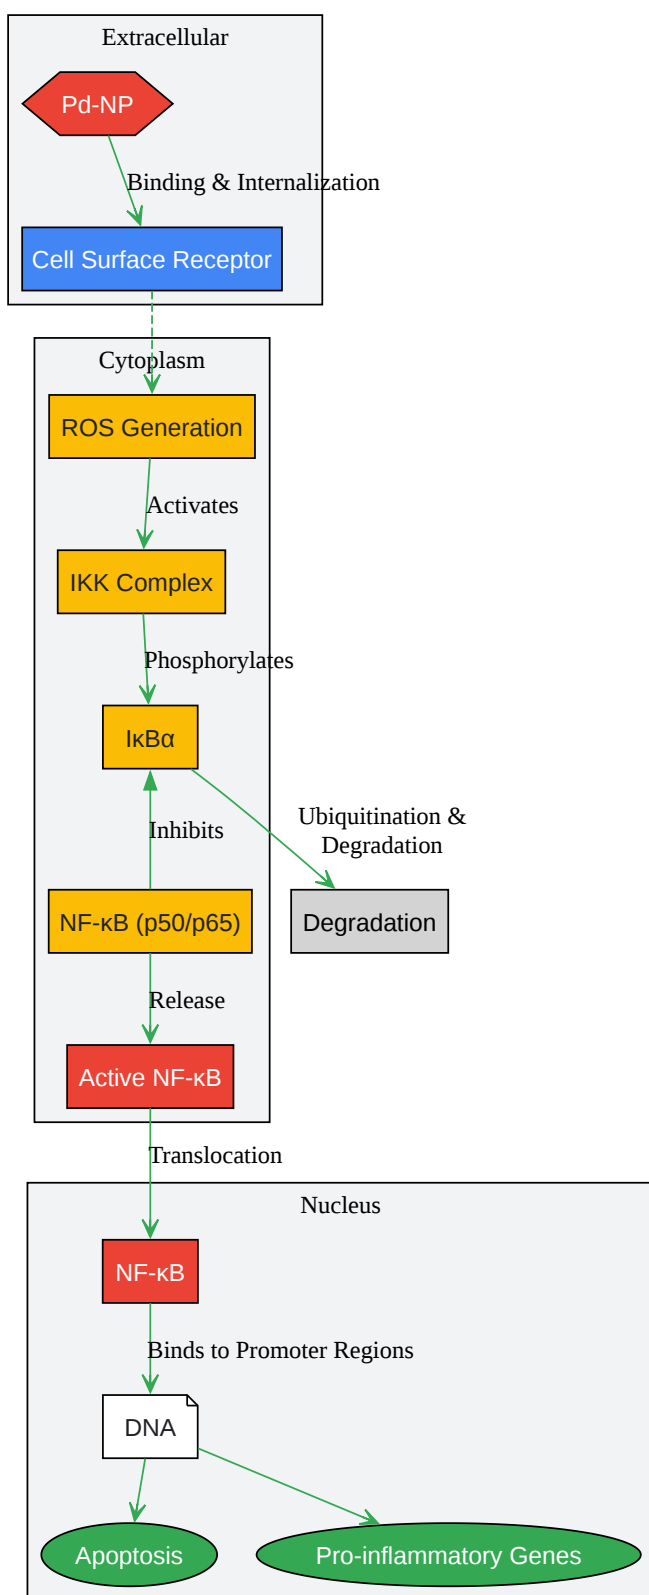 Extracellular
Pd-NP
Binding & Internalization
Cell Surface Receptor
Cytoplasm
ROS Generation
Activates
IKK Complex
Phosphorylates
IκBα
Ubiquitination &
Degradation
Inhibits
NF-κB (p50/p65)
Degradation
Release
Active NF-κB
Translocation
Nucleus
NF-κB
Binds to Promoter Regions
DNA
Apoptosis
Pro-inflammatory Genes